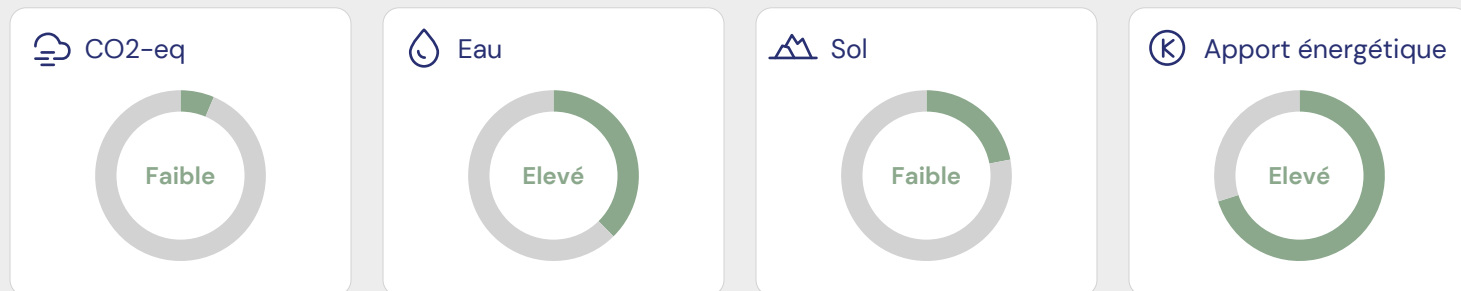 CO2-eq
Faible
Eau
Elevé
Sol
Faible
Apport énergétique
Elevé